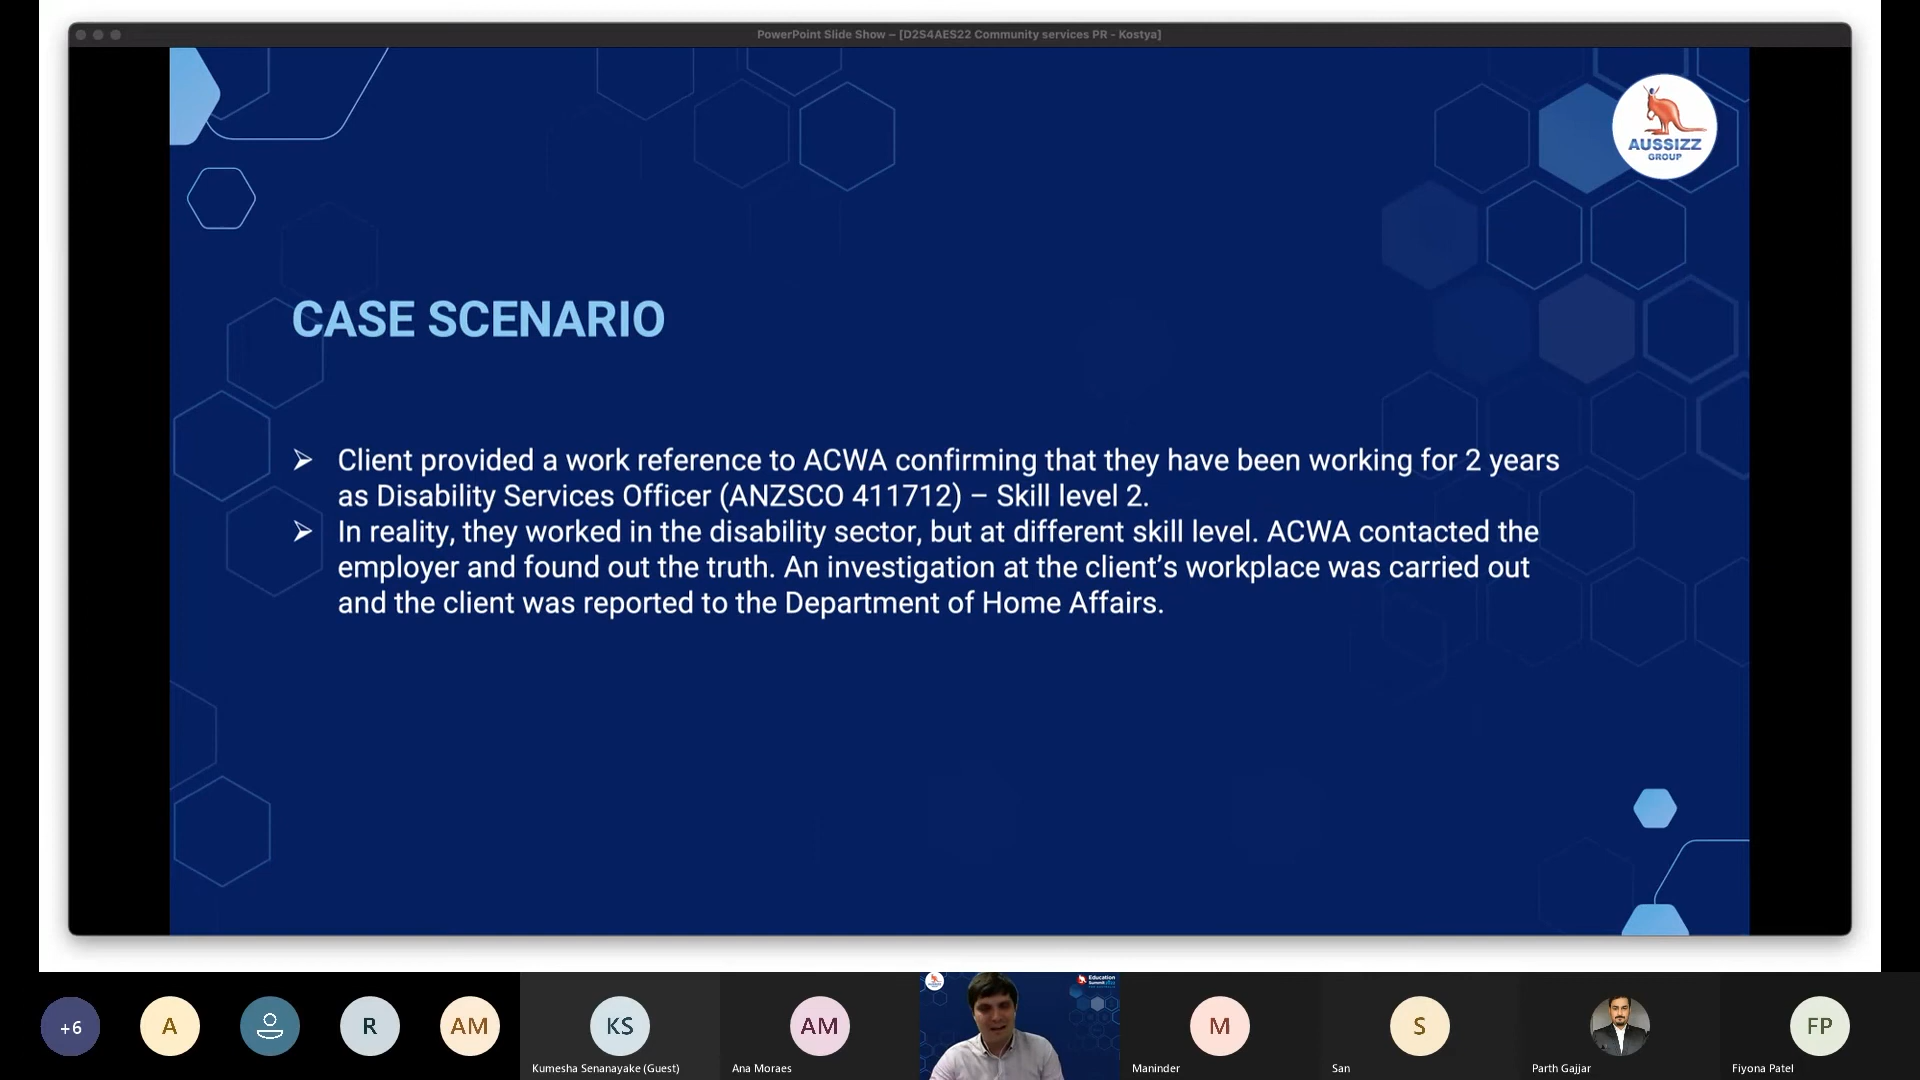 PowerPoint Slide Show – [D2S4AES22 Community services PR - Kostya]
AUSSIZZ
GROUP
CASE SCENARIO
➢ Client provided a work reference to ACWA confirming that they have been working for 2 years
as Disability Services Officer (ANZSCO 411712) – Skill level 2.
➢ In reality, they worked in the disability sector, but at different skill level. ACWA contacted the
employer and found out the truth. An investigation at the client’s workplace was carried out
and the client was reported to the Department of Home Affairs.
+6
A
R
AM
KS
Kumesha Senanayake (Guest)
AM
Ana Moraes
Education
Summit
M
Maninder
S
San
Parth Gajjar
FP
Fiyona Patel